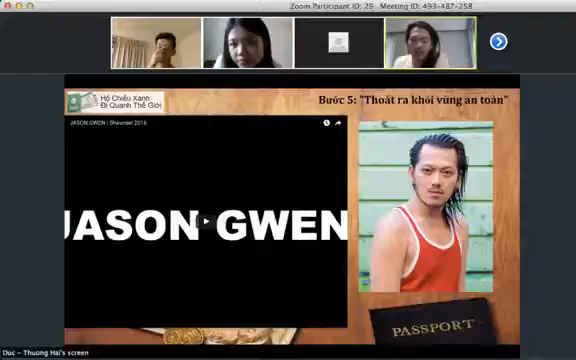 Zoom Participant ID: 29   Meeting ID: 493-487-258
Hộ Chiếu Xanh
Đi Quanh Thế Giới
Bước 5: "Thoát ra khỏi vùng an toàn"
JASON GWEN | Showreel 2016
JASON GWEN
PASSPORT
Duc - Thuong Hai's screen